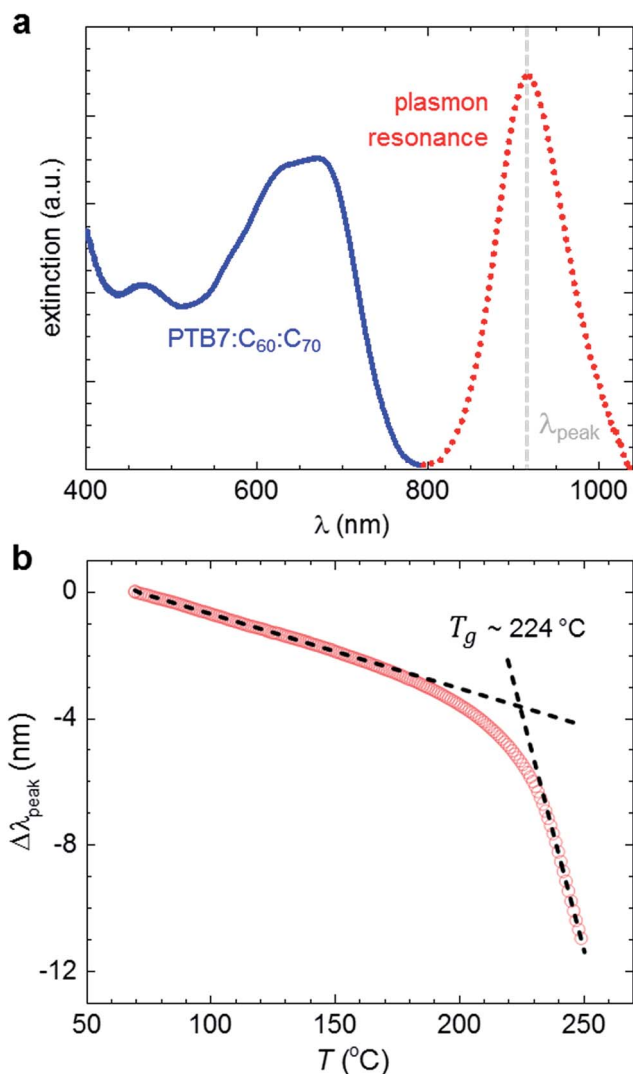 a
extinction (a.u.)
plasmon
resonance
PTB7:C₆₀:C₇₀
λpeak
400 600 800 1000
λ (nm)
b
0
-4
-8
-12
Δλpeak (nm)
Tg ~ 224 °C
50 100 150 200 250
T (°C)